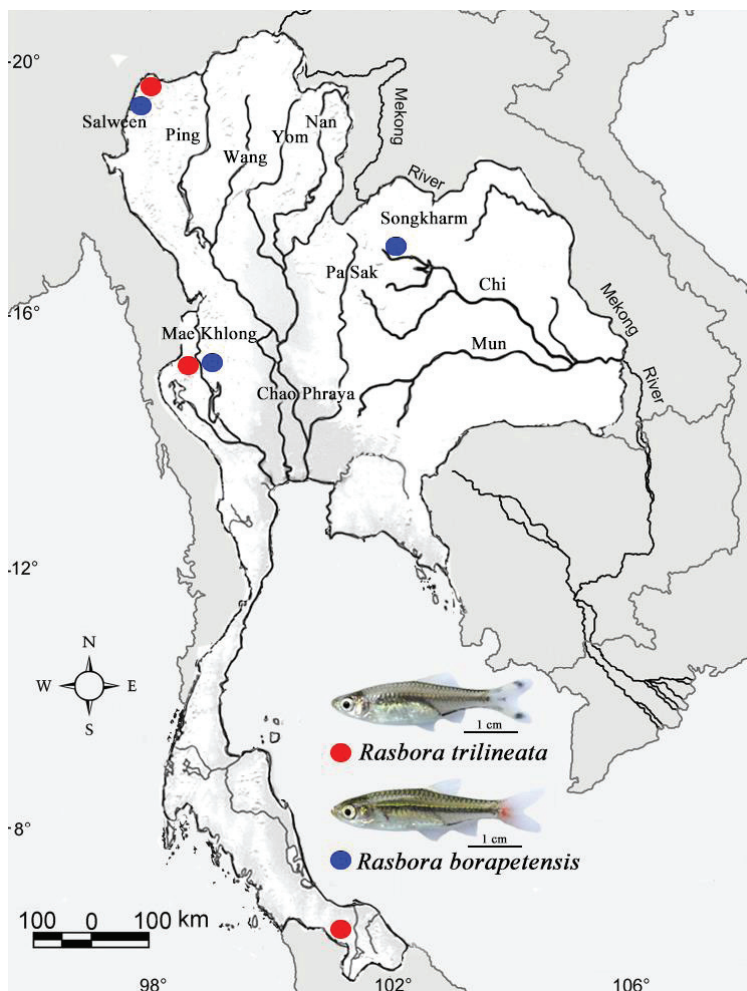 20°
Mekong
Salween
Ping
Wang
Yom
Nan
River
Songkharm
Pa Sak
Chi
16°
Mae Khlong
Mun
Mekong
River
Chao Phraya
12°
N
W E
S
1 cm
Rasbora trilineata
1 cm
Rasbora borapetensis
8°
100 0 100 km
98° 102° 106°